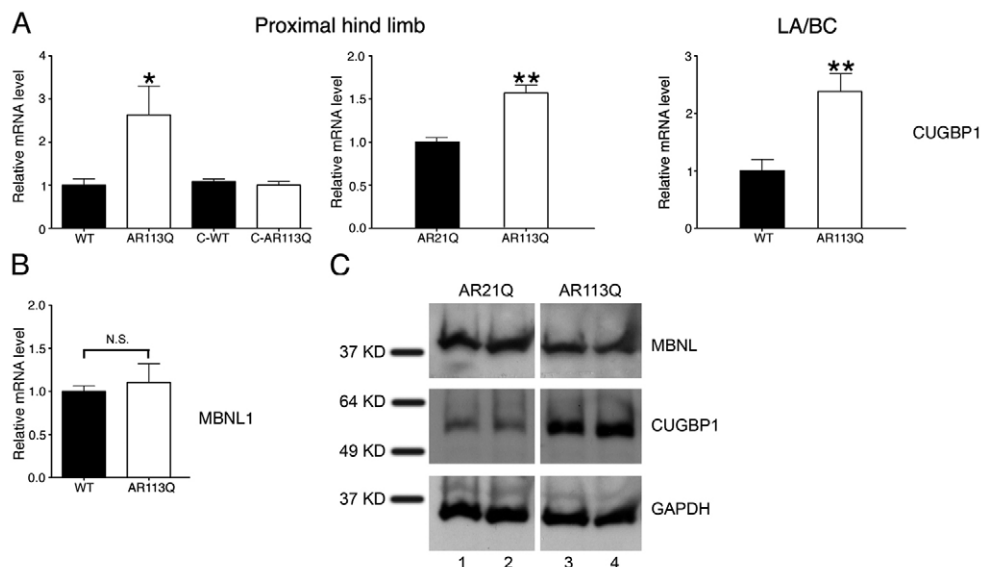 A
Proximal hind limb
LA/BC
Relative mRNA level
4
3
2
1
0
*
WT
AR113Q
C-WT
C-AR113Q
Relative mRNA level
2.0
1.5
1.0
0.5
0.0
**
AR21Q
AR113Q
Relative mRNA level
3
2
1
0
**
WT
AR113Q
CUGBP1
B
Relative mRNA level
2.0
1.5
1.0
0.5
0.0
N.S.
WT
AR113Q
MBNL1
C
AR21Q
AR113Q
37 KD
MBNL
64 KD
CUGBP1
49 KD
37 KD
GAPDH
1
2
3
4